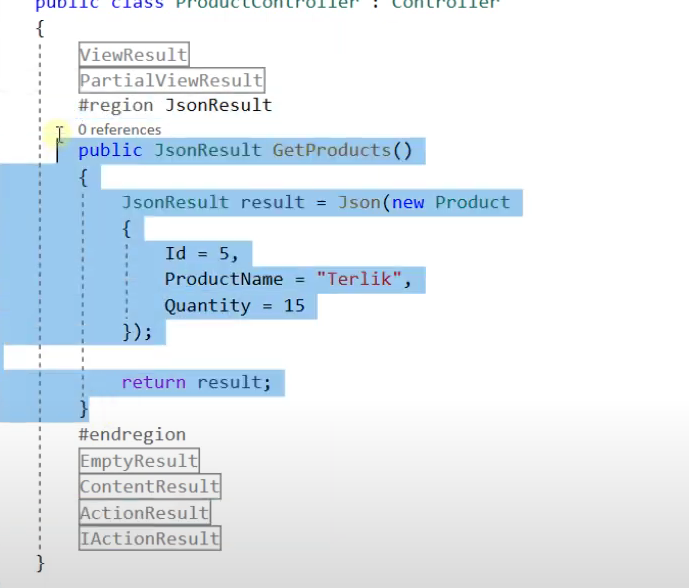 public class ProductController : Controller
{
ViewResult
PartialViewResult
#region JsonResult
0 references
public JsonResult GetProducts()
{
JsonResult result = Json(new Product
{
Id = 5,
ProductName = "Terlik",
Quantity = 15
});
return result;
}
#endregion
EmptyResult
ContentResult
ActionResult
IActionResult
}